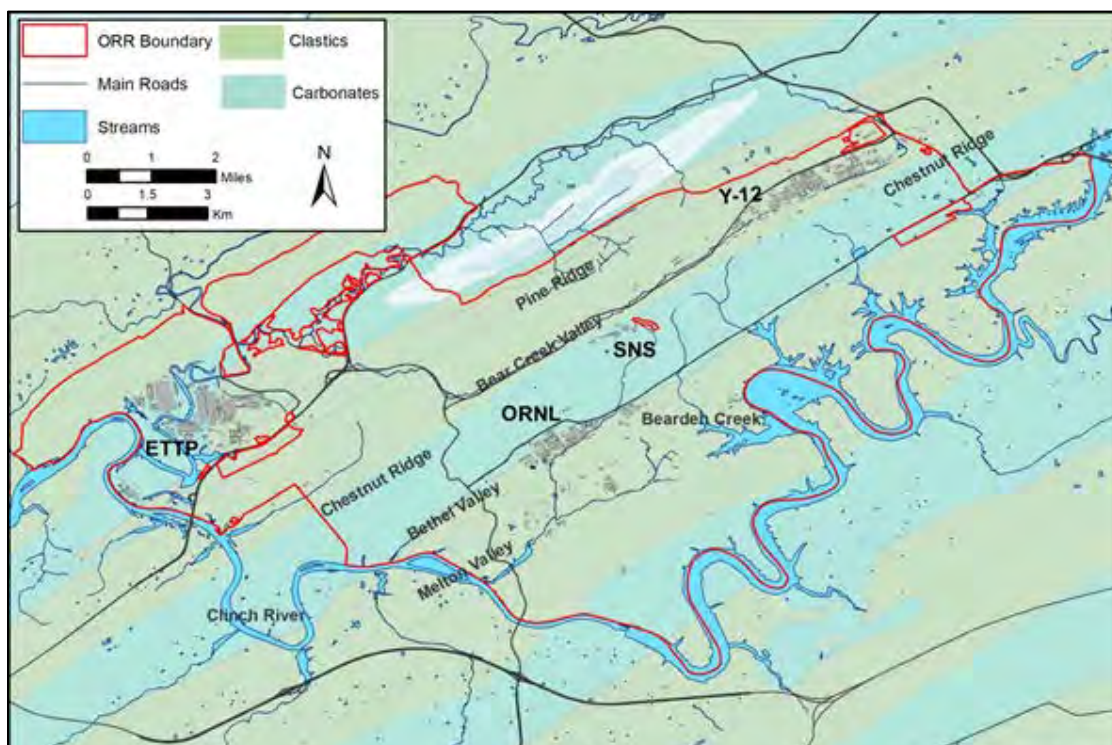 ORR Boundary
Clastics
Main Roads
Carbonates
Streams
N
0 1 2
Miles
0 1.5 3
Km
Chestnut Ridge
Y-12
Pine Ridge
Bear Creek Valley
SNS
ORNL
Bearden Creek
ETTP
Chestnut Ridge
Bethel Valley
Melton Valley
Clinch River